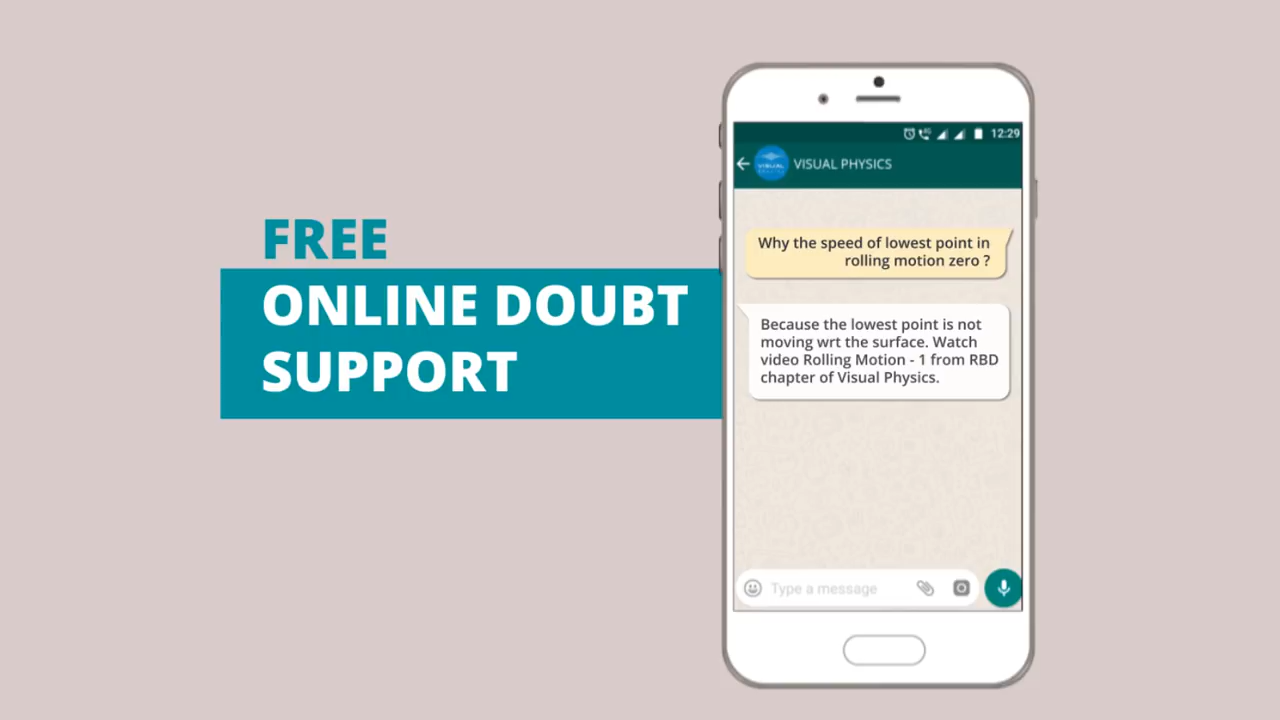 FREE
ONLINE DOUBT
SUPPORT
12:29
VISUAL PHYSICS
VISUAL
Why the speed of lowest point in
rolling motion zero ?
Because the lowest point is not
moving wrt the surface. Watch
video Rolling Motion - 1 from RBD
chapter of Visual Physics.
Type a message